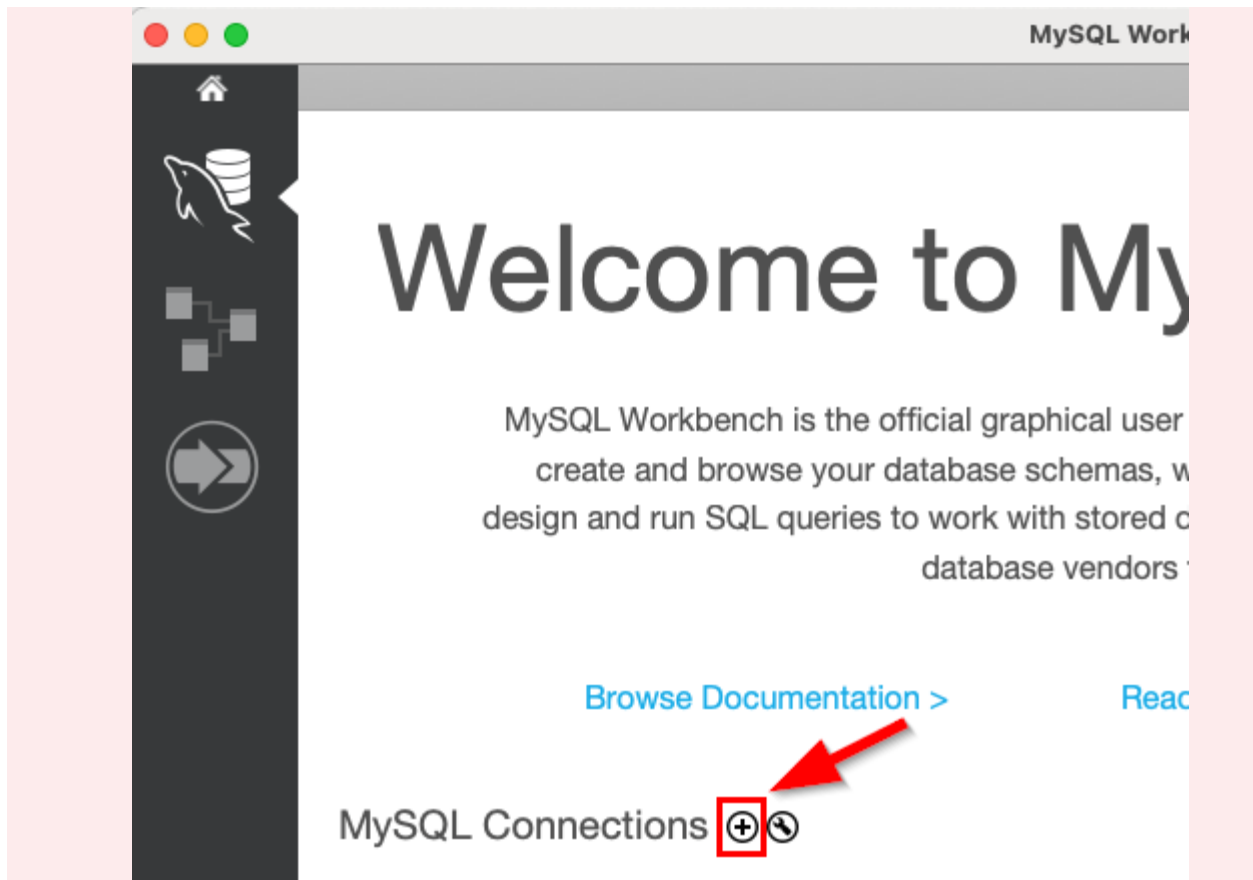 MySQL Work
Welcome to My
MySQL Workbench is the official graphical user
create and browse your database schemas, w
design and run SQL queries to work with stored
database vendors
Browse Documentation >
Read
MySQL Connections